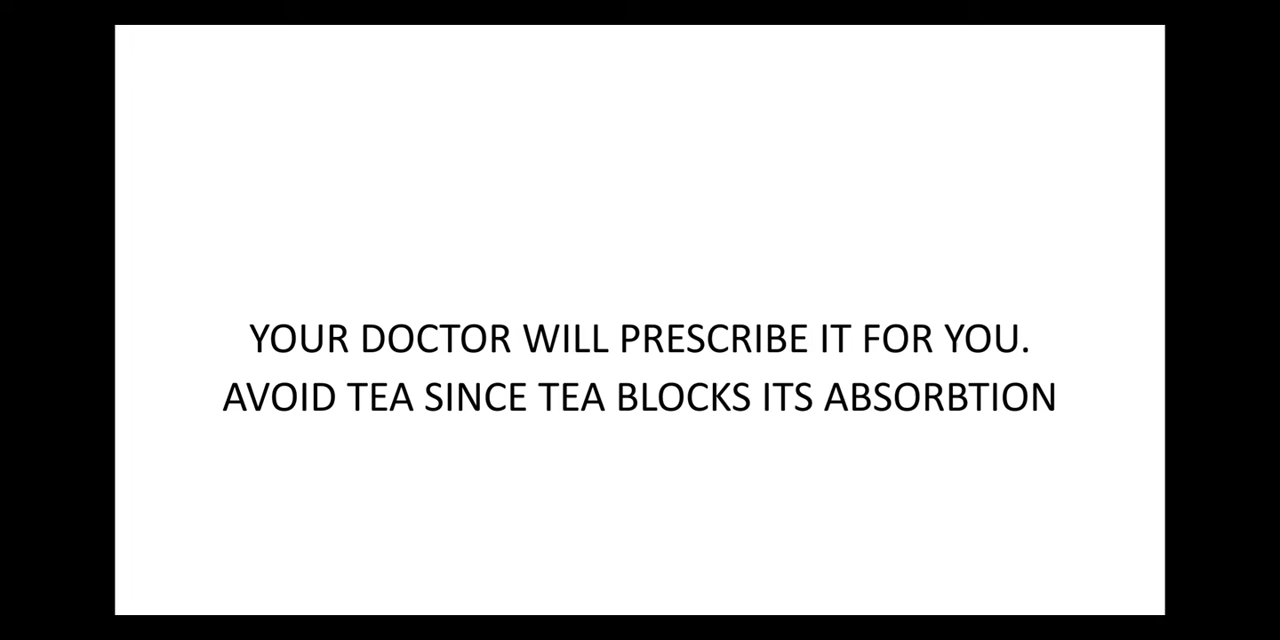 YOUR DOCTOR WILL PRESCRIBE IT FOR YOU.
AVOID TEA SINCE TEA BLOCKS ITS ABSORBTION